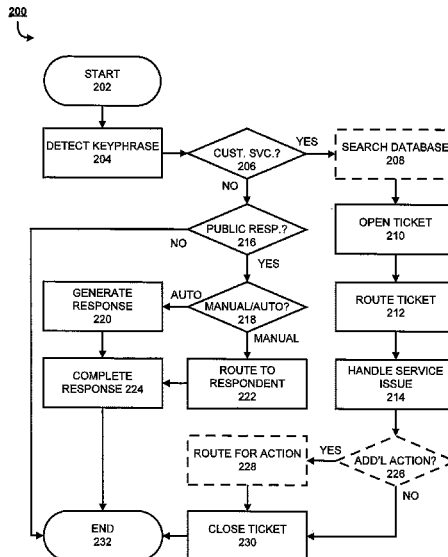 200
START
202
DETECT KEYPHRASE
204
CUST. SVC.?
206
YES
SEARCH DATABASE
208
NO
OPEN TICKET
210
PUBLIC RESP.?
216
NO
YES
ROUTE TICKET
212
GENERATE
RESPONSE
220
AUTO
MANUAL/AUTO?
218
MANUAL
HANDLE SERVICE
ISSUE
214
COMPLETE
RESPONSE 224
ROUTE TO
RESPONDENT
222
ROUTE FOR ACTION
228
YES
ADD'L ACTION?
226
NO
END
232
CLOSE TICKET
230